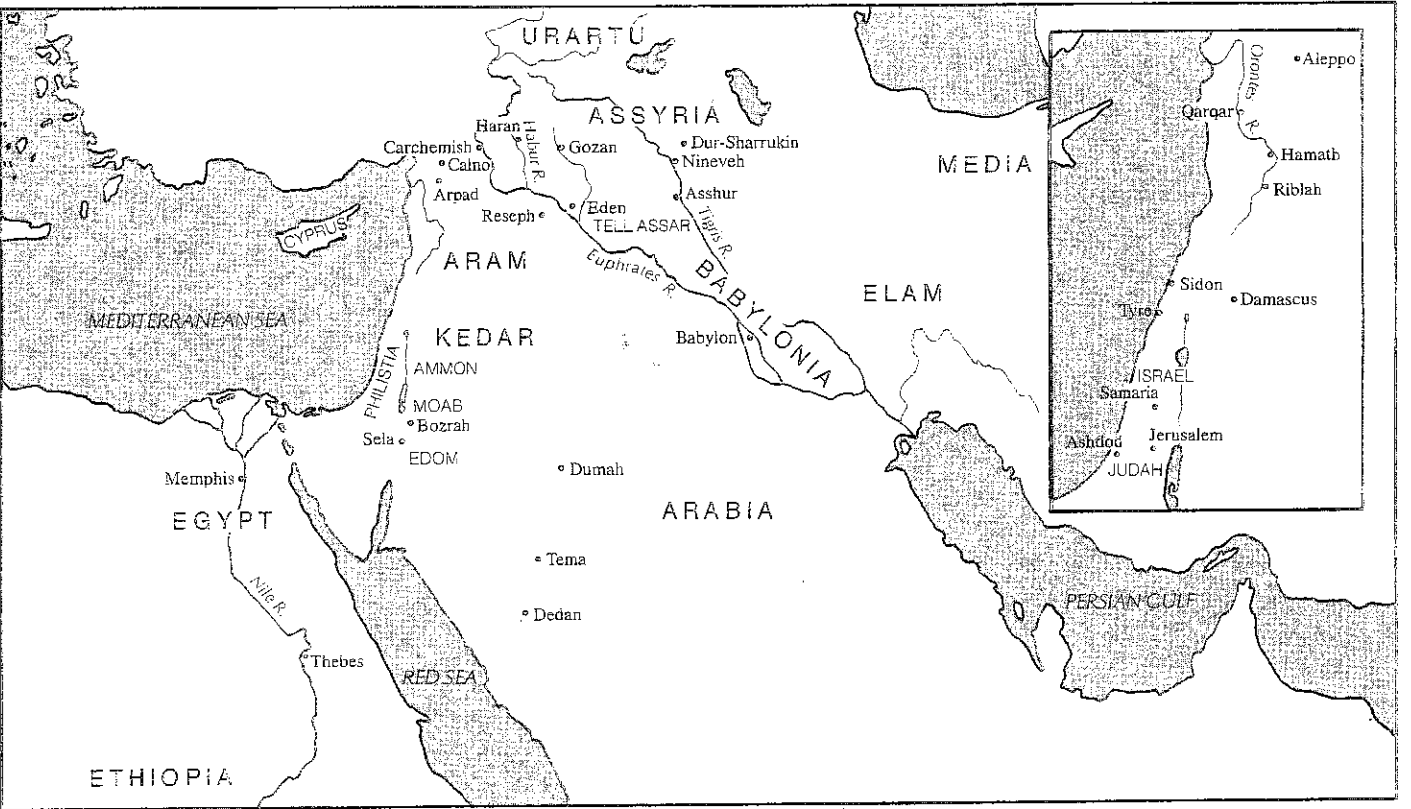 URARTU
ASSYRIA
Haran
Habur R.
Carchemish
Calno
Gozan
Dur-Sharrukin
Nineveh
MEDIA
Arpad
Reseph
Eden
Asshur
TELL ASSAR
Tigris R.
CYPRUS
ARAM
Euphrates R.
BABYLONIA
ELAM
MEDITERRANEAN SEA
KEDAR
Babylon
PHILISTIA
AMMON
MOAB
Bozrah
Sela
EDOM
Memphis
Dumah
EGYPT
ARABIA
Tema
Nile R.
Dedan
PERSIAN GULF
Thebes
RED SEA
ETHIOPIA
Orontes R.
Aleppo
Qarqar
Hamath
Riblah
Sidon
Damascus
Tyre
ISRAEL
Samaria
Ashdod
Jerusalem
JUDAH